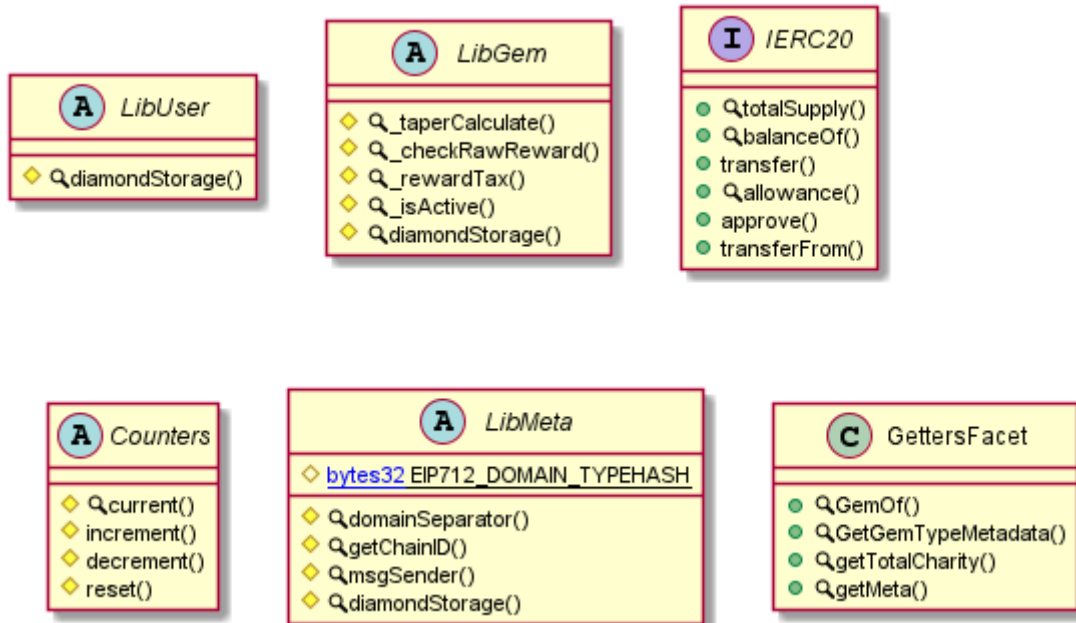 A LibUser
diamondStorage()
A LibGem
_taperCalculate()
_checkRawReward()
_rewardTax()
_isActive()
diamondStorage()
I IERC20
totalSupply()
balanceOf()
transfer()
allowance()
approve()
transferFrom()
A Counters
current()
increment()
decrement()
reset()
A LibMeta
bytes32 EIP712_DOMAIN_TYPEHASH
domainSeparator()
getChainID()
msgSender()
diamondStorage()
C GettersFacet
GemOf()
GetGemTypeMetadata()
getTotalCharity()
getMeta()